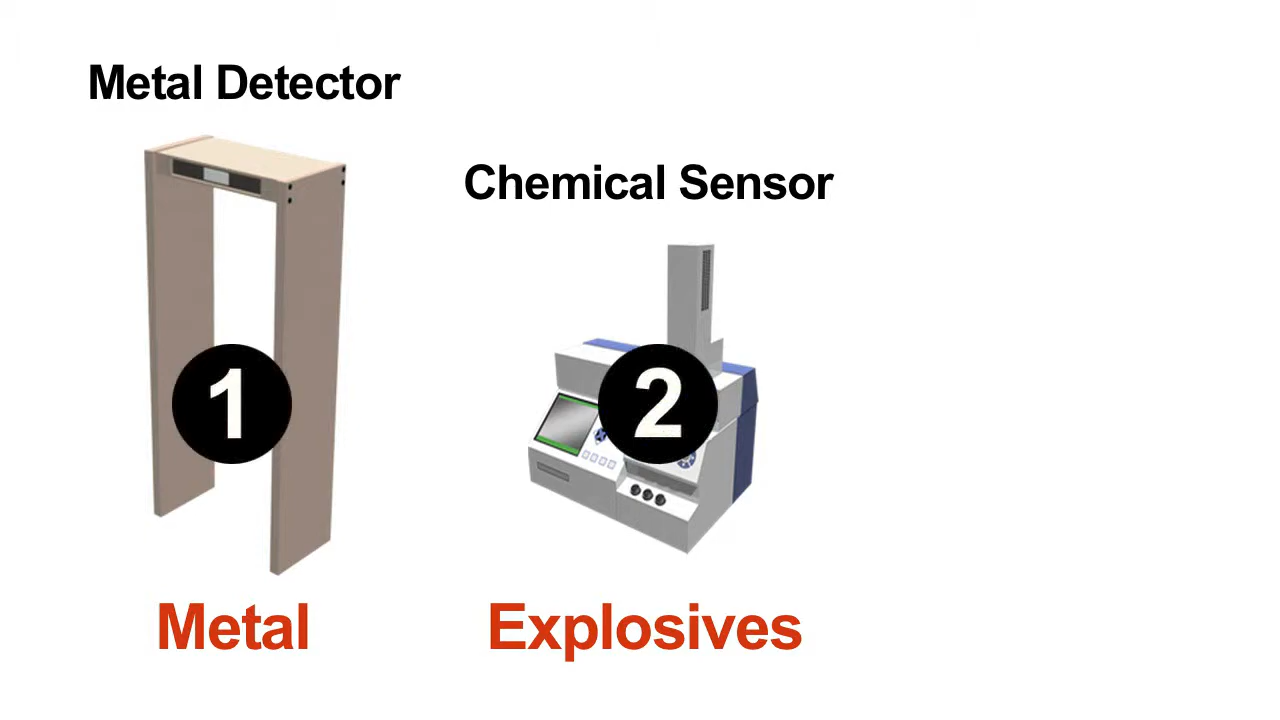 Metal Detector
Chemical Sensor
1
2
Metal
Explosives